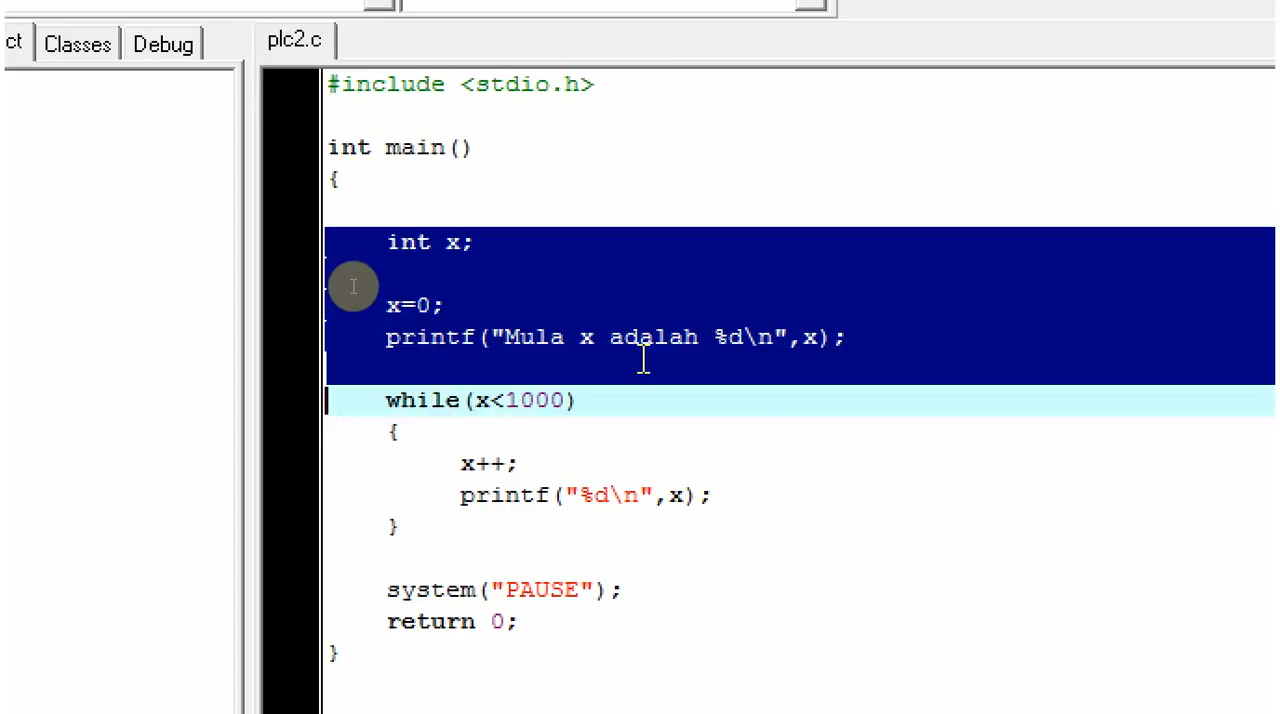 ct Classes Debug plc2.c
#include <stdio.h>
int main()
{
int x;
x=0;
printf("Mula x adalah %d\n",x);
while(x<1000)
{
x++;
printf("%d\n",x);
}
system("PAUSE");
return 0;
}